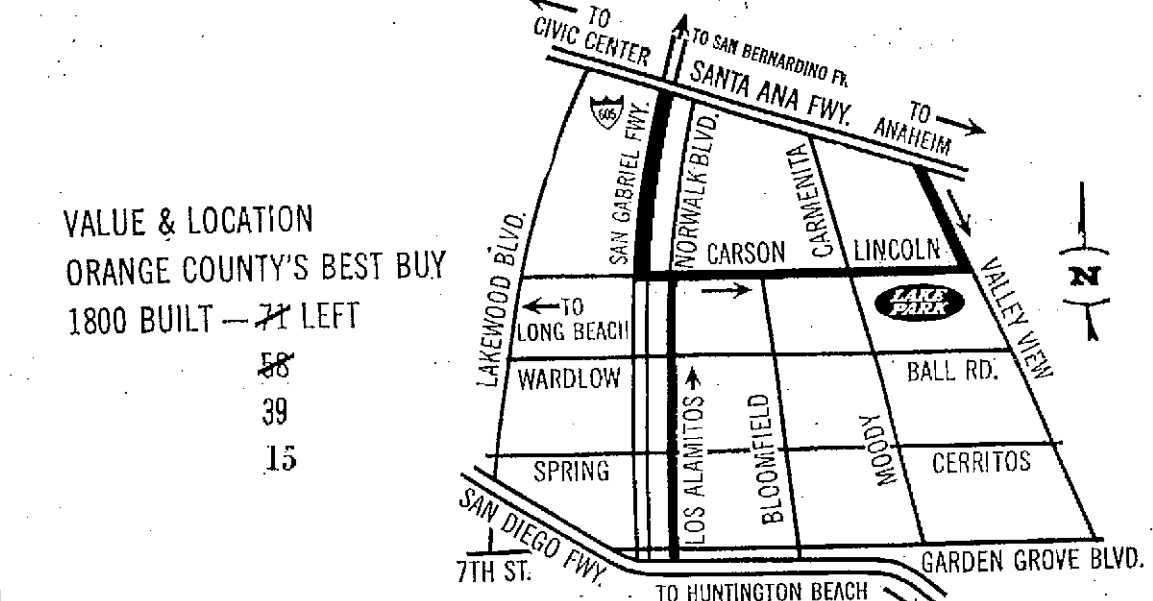 VALUE & LOCATION
ORANGE COUNTY'S BEST BUY
1800 BUILT — 71 LEFT
58
39
15
TO
CIVIC CENTER
TO SAN BERNARDINO FR.
SANTA ANA FWY.
TO
ANAHEIM
605
SAN GABRIEL FWY.
NORWALK BLVD.
CARMENITA
LAKEWOOD BLVD.
CARSON
LINCOLN
VALLEY VIEW
N
LAKE
PARK
TO
LONG BEACH
WARDLOW
BALL RD.
LOS ALAMITOS
BLOOMFIELD
MOODY
SPRING
CERRITOS
SAN DIEGO FWY.
7TH ST.
GARDEN GROVE BLVD.
TO HUNTINGTON BEACH